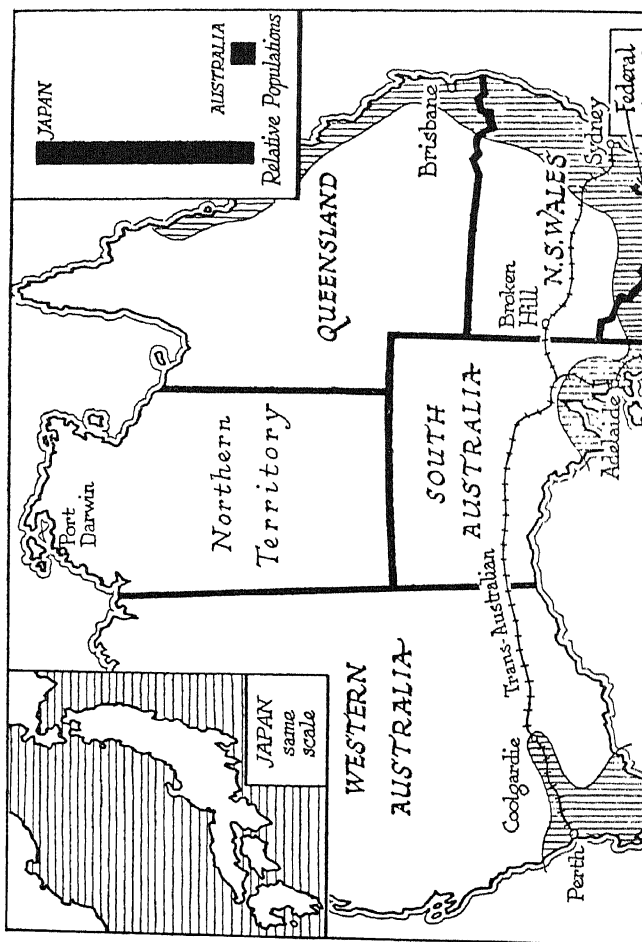 JAPAN
AUSTRALIA
Relative Populations
JAPAN
same
scale
Port
Darwin
Northern
Territory
QUEENSLAND
WESTERN
AUSTRALIA
SOUTH
AUSTRALIA
Brisbane
Broken
Hill
N.S.WALES
Sydney
Federal
Trans-Australian
Coolgardie
Perth
Adelaide